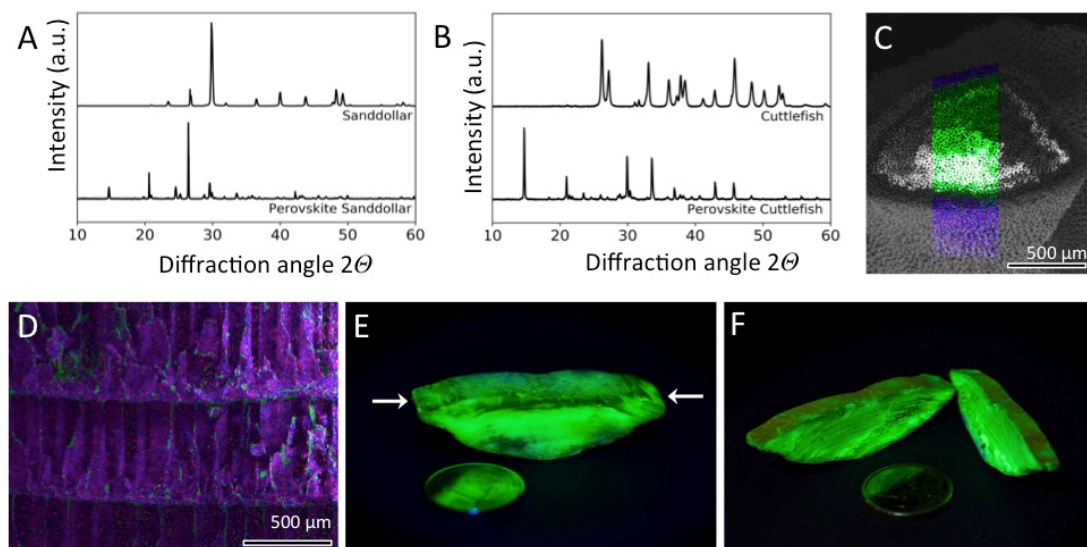 A
Intensity (a.u.)
Sanddollar
Perovskite Sanddollar
10 20 30 40 50 60
Diffraction angle 2Θ
B
Intensity (a.u.)
Cuttlefish
Perovskite Cuttlefish
10 20 30 40 50 60
Diffraction angle 2Θ
C
500 µm
D
500 µm
E
F